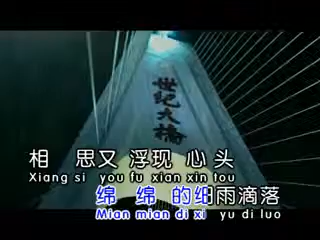 世纪大橋
相 思又 浮现 心头
Xiang si you fu xian xin tou
绵 绵 的细雨滴落
Mian mian di xi yu di luo